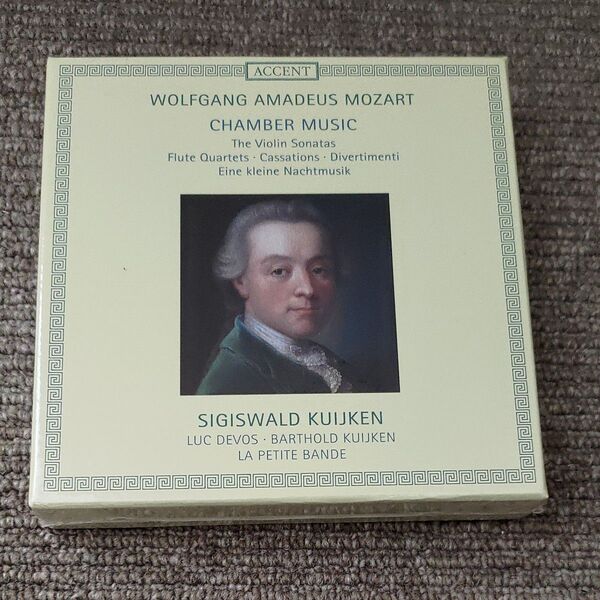 ACCENT
WOLFGANG AMADEUS MOZART
CHAMBER MUSIC
The Violin Sonatas
Flute Quartets · Cassations · Divertimenti
Eine kleine Nachtmusik
SIGISWALD KUIJKEN
LUC DEVOS · BARTHOLD KUIJKEN
LA PETITE BANDE